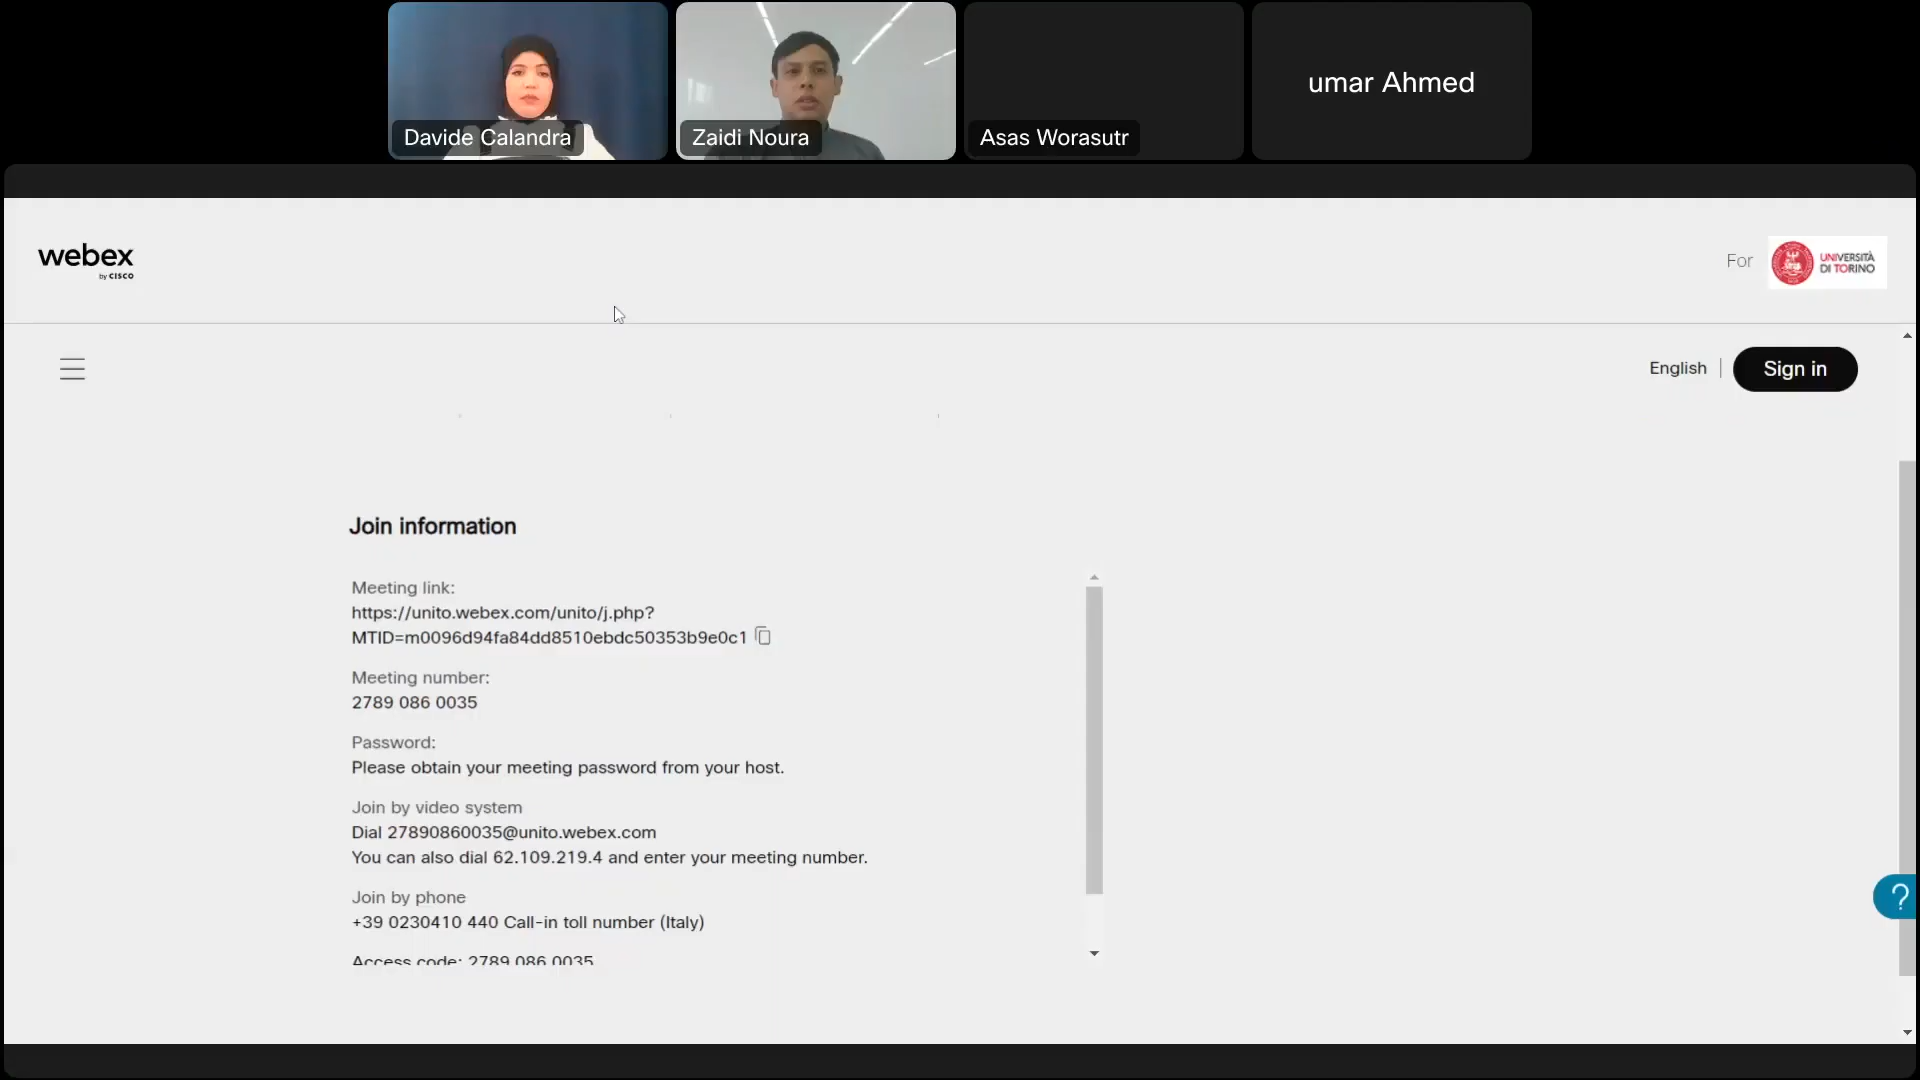 Davide Calandra
Zaidi Noura
Asas Worasutr
umar Ahmed
webex
by CISCO
For
UNIVERSITÀ
DI TORINO
English
Sign in
Join information
Meeting link:
https://unito.webex.com/unito/j.php?
MTID=m0096d94fa84dd8510ebdc50353b9e0c1
Meeting number:
2789 086 0035
Password:
Please obtain your meeting password from your host.
Join by video system
Dial 27890860035@unito.webex.com
You can also dial 62.109.219.4 and enter your meeting number.
Join by phone
+39 0230410 440 Call-in toll number (Italy)
Access code: 2789 086 0035
?